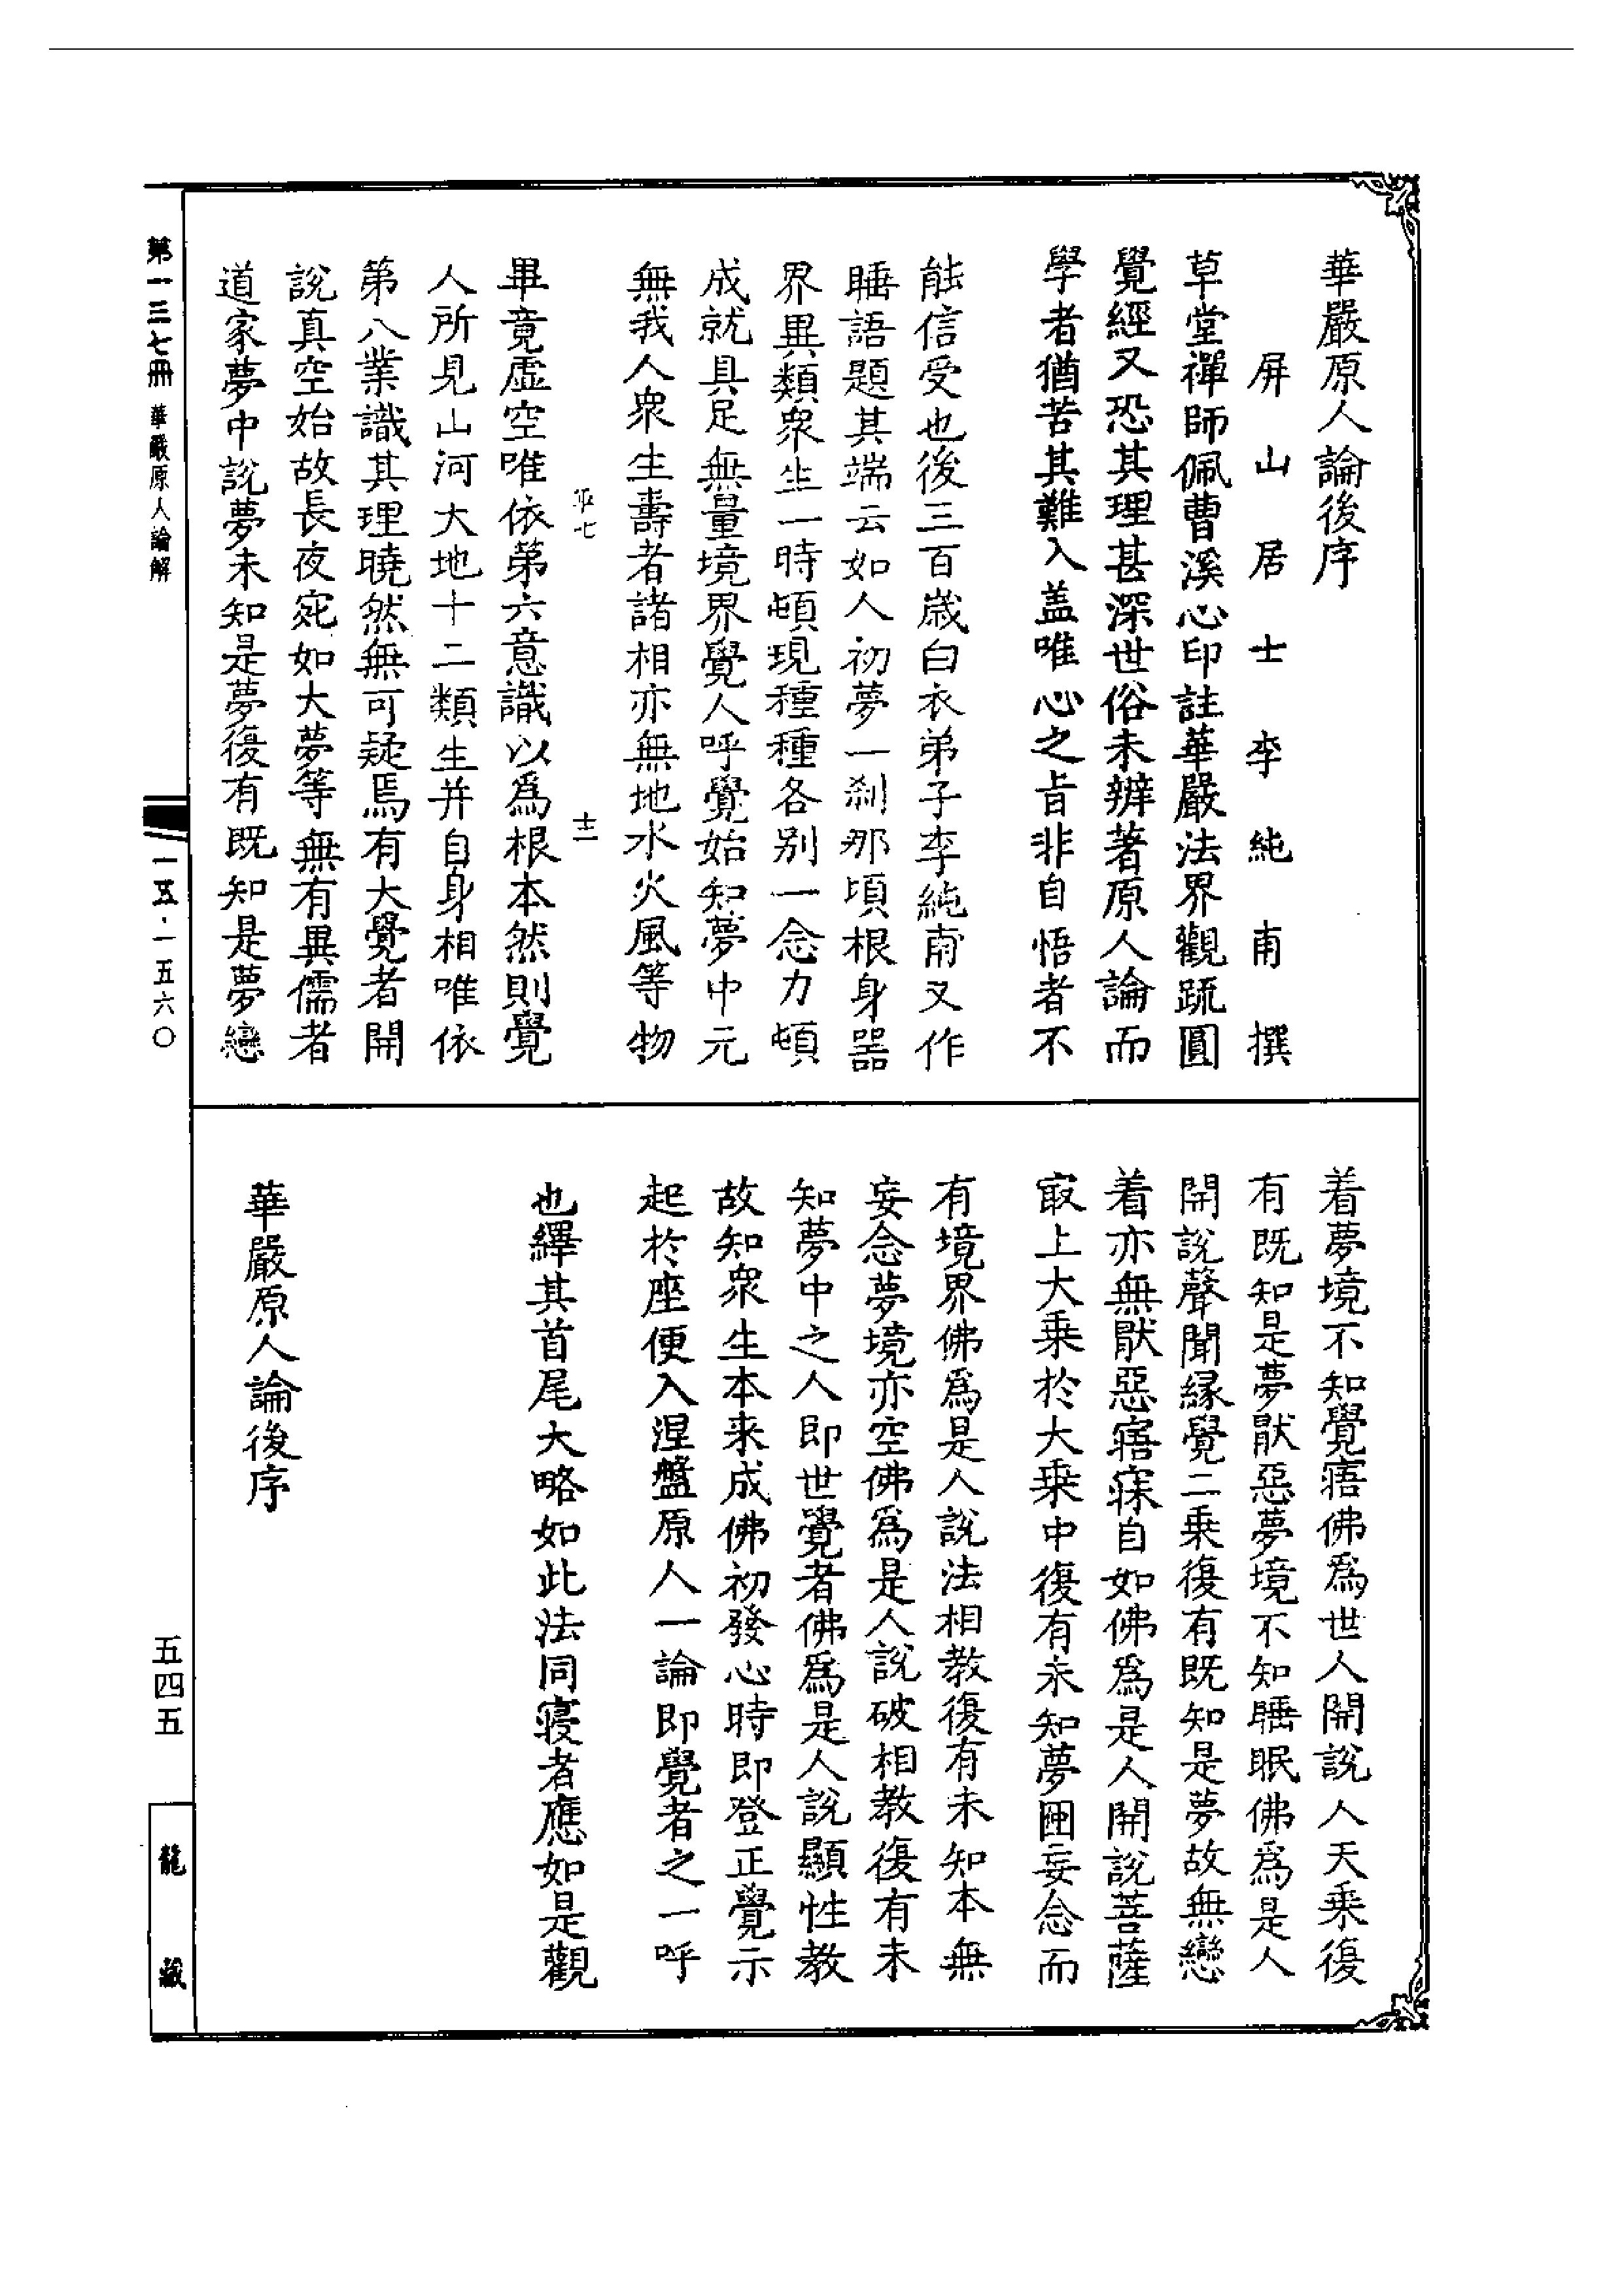 華嚴原人論後序
屏山居士李純甫撰
草堂禪師佩曹溪心印註華嚴法界觀䟽圓
覺經又恐其理甚深世俗未辨著原人論而
學者猶苦其難入盖唯心之㫖非自悟者不
能信受也後三百歲白衣弟子李純甫又作
睡語題其端云如人初夢一刹那頃根身器
界異類衆生一時頓現種種各別一念力頓
成就具足無量境界覺人呼覺始知夢中元
無我人衆生壽者諸相亦無地水火風等物
十二
畢竟虛空唯依第六意識以爲根本然則覺
人所見山河大地十二類生并自身相唯依
第八業識其理曉然無可疑焉有大覺者開
說真空始故長夜宛如大夢等無有異儒者
道家夢中說夢未知是夢復有既知是夢戀
着夢境不知覺寤佛爲世人開說人天乘復
有既知是夢猒惡夢境不知睡眠佛爲是人
開說聲聞緣覺二乘復有既知是夢故無戀
着亦無猒惡寤寐自如佛爲是人開說菩薩
㝡上大乘於大乘中復有未知夢因妄念而
有境界佛爲是人說法相教復有未知本無
妄念夢境亦空佛爲是人說破相教復有未
知夢中之人即世覺者佛爲是人說顯性教
故知衆生本来成佛初發心時即登正覺示
起於座便入涅盤原人一論即覺者之一呼
也繹其首尾大略如此法同寢者應如是觀
華嚴原人論後序
第一三七冊 華嚴原人論解
一五·一五六〇
五四五
龍藏